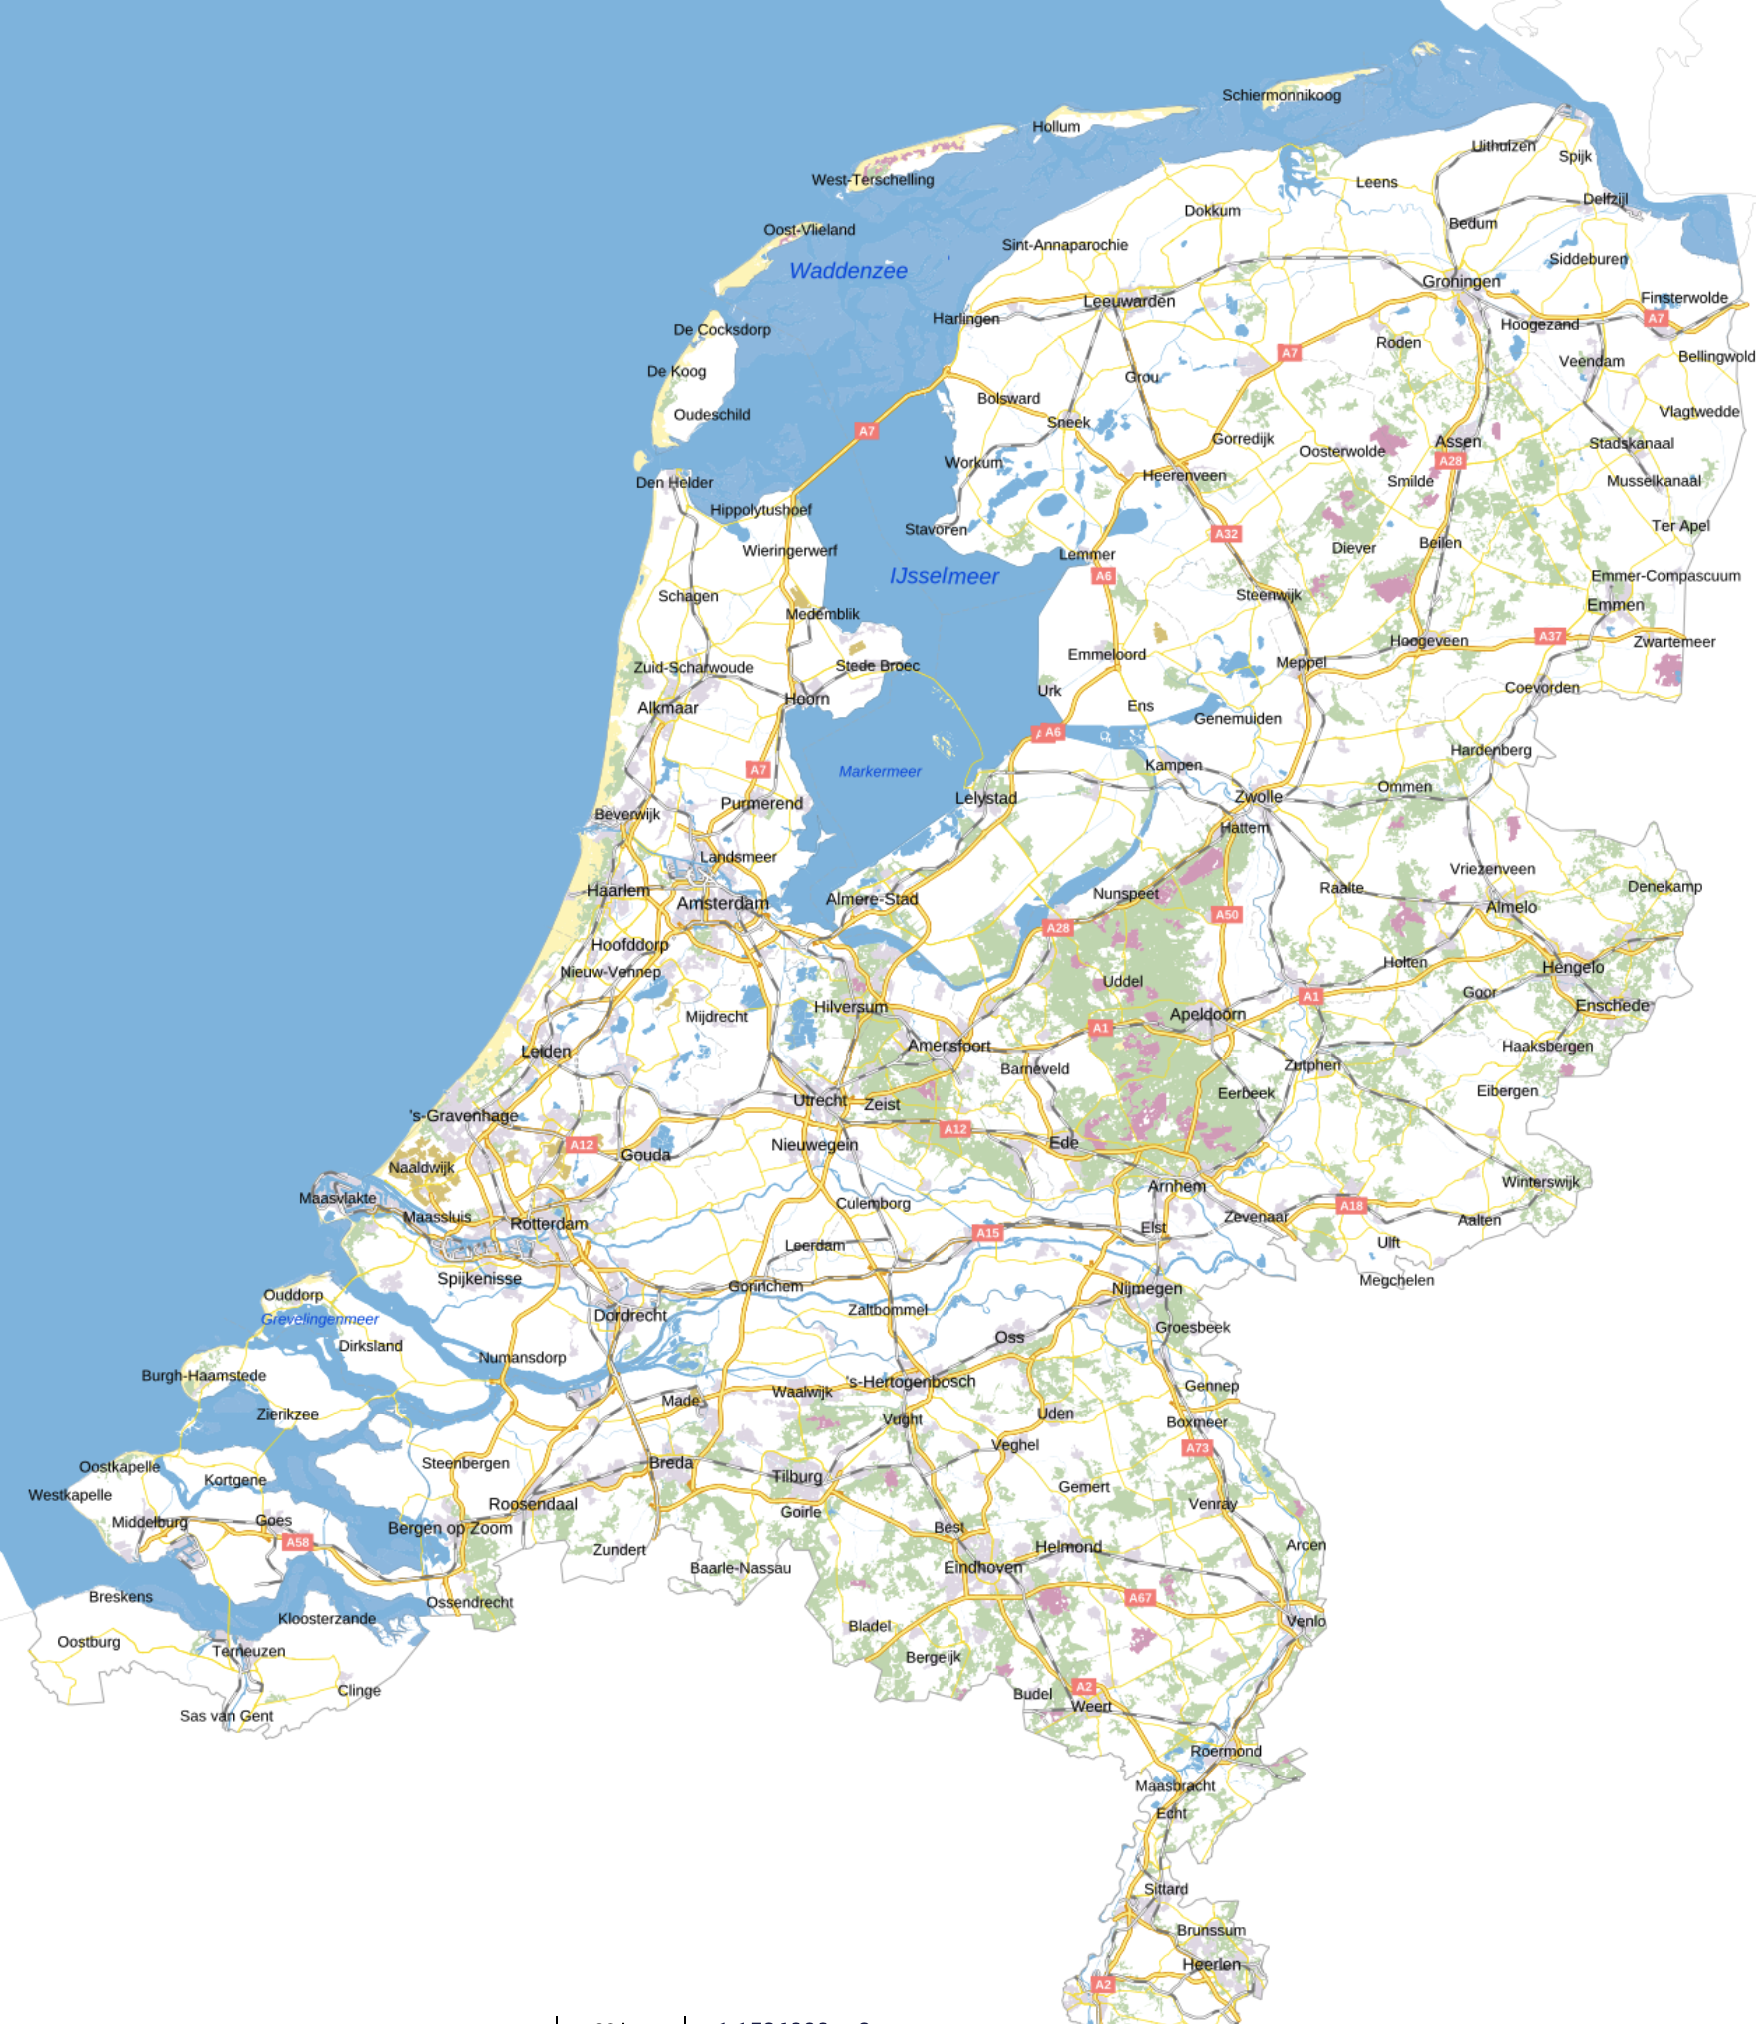 Schiermonnikoog
Hollum
Uithuizen
Spijk
West-Terschelling
Leens
Delfzijl
Dokkum
Bedum
Oost-Vlieland
Sint-Annaparochie
Siddeburen
Waddenzee
Groningen
Leeuwarden
Finsterwolde
Harlingen
A7
Hoogezand
De Cocksdorp
Roden
A7
Bellingwold
Veendam
De Koog
Grou
Bolsward
Vlagtwedde
Oudeschild
Sneek
A7
Gorredijk
Assen
Stadskanaal
Oosterwolde
A28
Workum
Heerenveen
Smilde
Musselkanaal
Den Helder
Hippolytushoef
Stavoren
A32
Ter Apel
Wieringerwerf
Lemmer
Diever
Beilen
IJsselmeer
A6
Emmer-Compascuum
Schagen
Steenwijk
Emmen
Medemblik
A37
Hoogeveen
Zwartemeer
Emmeloord
Zuid-Scharwoude
Stede Broec
Meppel
Urk
Coevorden
Hoorn
Ens
Alkmaar
Genemuiden
A6
Hardenberg
A7
Markermeer
Kampen
Ommen
Lelystad
Zwolle
Purmerend
Beverwijk
Hattem
Landsmeer
Vriezenveen
Haarlem
Nunspeet
Raalte
Denekamp
Amsterdam
Almere-Stad
Almelo
A50
A28
Hoofddorp
Holten
Hengelo
Nieuw-Vennep
Uddel
Goor
A1
Hilversum
Enschede
Mijdrecht
Apeldoorn
A1
Leiden
Amersfoort
Haaksbergen
Barneveld
Zutphen
Eerbeek
Eibergen
Utrecht
Zeist
's-Gravenhage
A12
A12
Nieuwegein
Ede
Gouda
Naaldwijk
Arnhem
Winterswijk
Maasvlakte
Culemborg
A18
Maassluis
Zevenaar
Aalten
Rotterdam
Elst
A15
Leerdam
Ulft
Spijkenisse
Gorinchem
Megchelen
Nijmegen
Ouddorp
Zaltbommel
Dordrecht
Grevelingenmeer
Groesbeek
Oss
Dirksland
Numansdorp
Burgh-Haamstede
's-Hertogenbosch
Gennep
Waalwijk
Made
Zierikzee
Vught
Uden
Boxmeer
Veghel
A73
Oostkapelle
Steenbergen
Breda
Tilburg
Kortgene
Gemert
Westkapelle
Roosendaal
Venray
Goirle
Middelburg
Goes
Bergen op Zoom
Best
A58
Helmond
Arcen
Zundert
Baarle-Nassau
Eindhoven
Breskens
A67
Ossendrecht
Kloosterzande
Venlo
Bladel
Oostburg
Terneuzen
Bergeijk
Clinge
A2
Budel
Weert
Sas van Gent
Roermond
Maasbracht
Echt
Sittard
Brunssum
Heerlen
A2